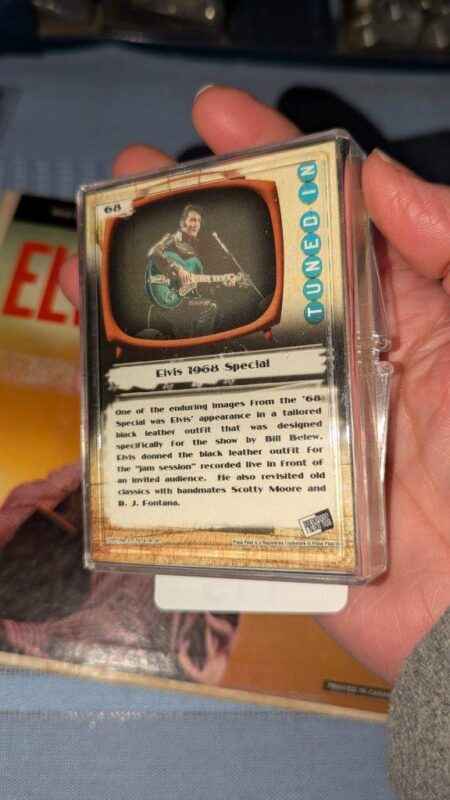 68
TUNED IN
ELV
Elvis 1968 Special
One of the enduring images from the '68
Special was Elvis' appearance in a tailored
black leather outfit that was designed
specifically for the show by Bill Belew.
Elvis donned the black leather outfit for
the "jam session" recorded live in front of
an invited audience. He also revisited old
classics with bandmates Scotty Moore and
D. J. Fontana.
PRINTED IN CANADA